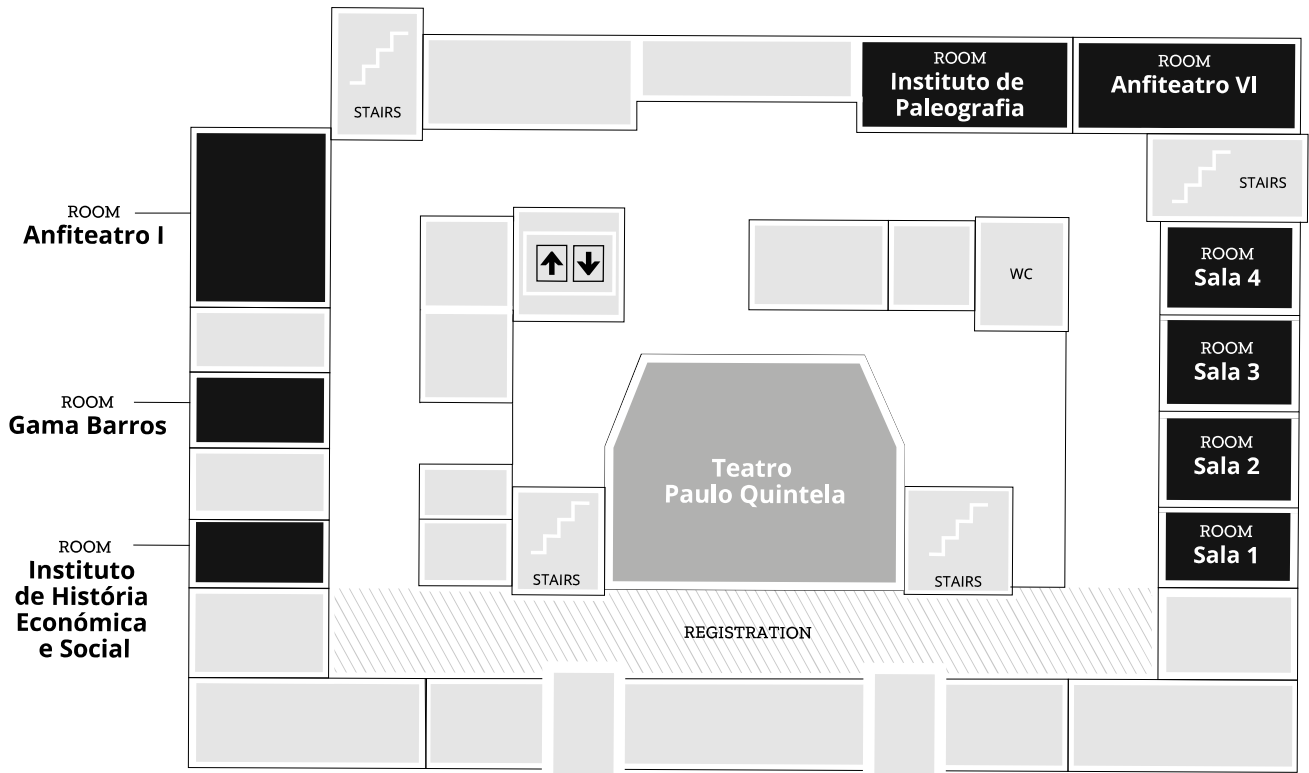 STAIRS
ROOM
Instituto de
Paleografia
ROOM
Anfiteatro VI
STAIRS
ROOM
Anfiteatro I
WC
ROOM
Sala 4
ROOM
Sala 3
ROOM
Gama Barros
ROOM
Sala 2
Teatro
Paulo Quintela
ROOM
Sala 1
ROOM
Instituto
de História
Económica
e Social
STAIRS
STAIRS
REGISTRATION